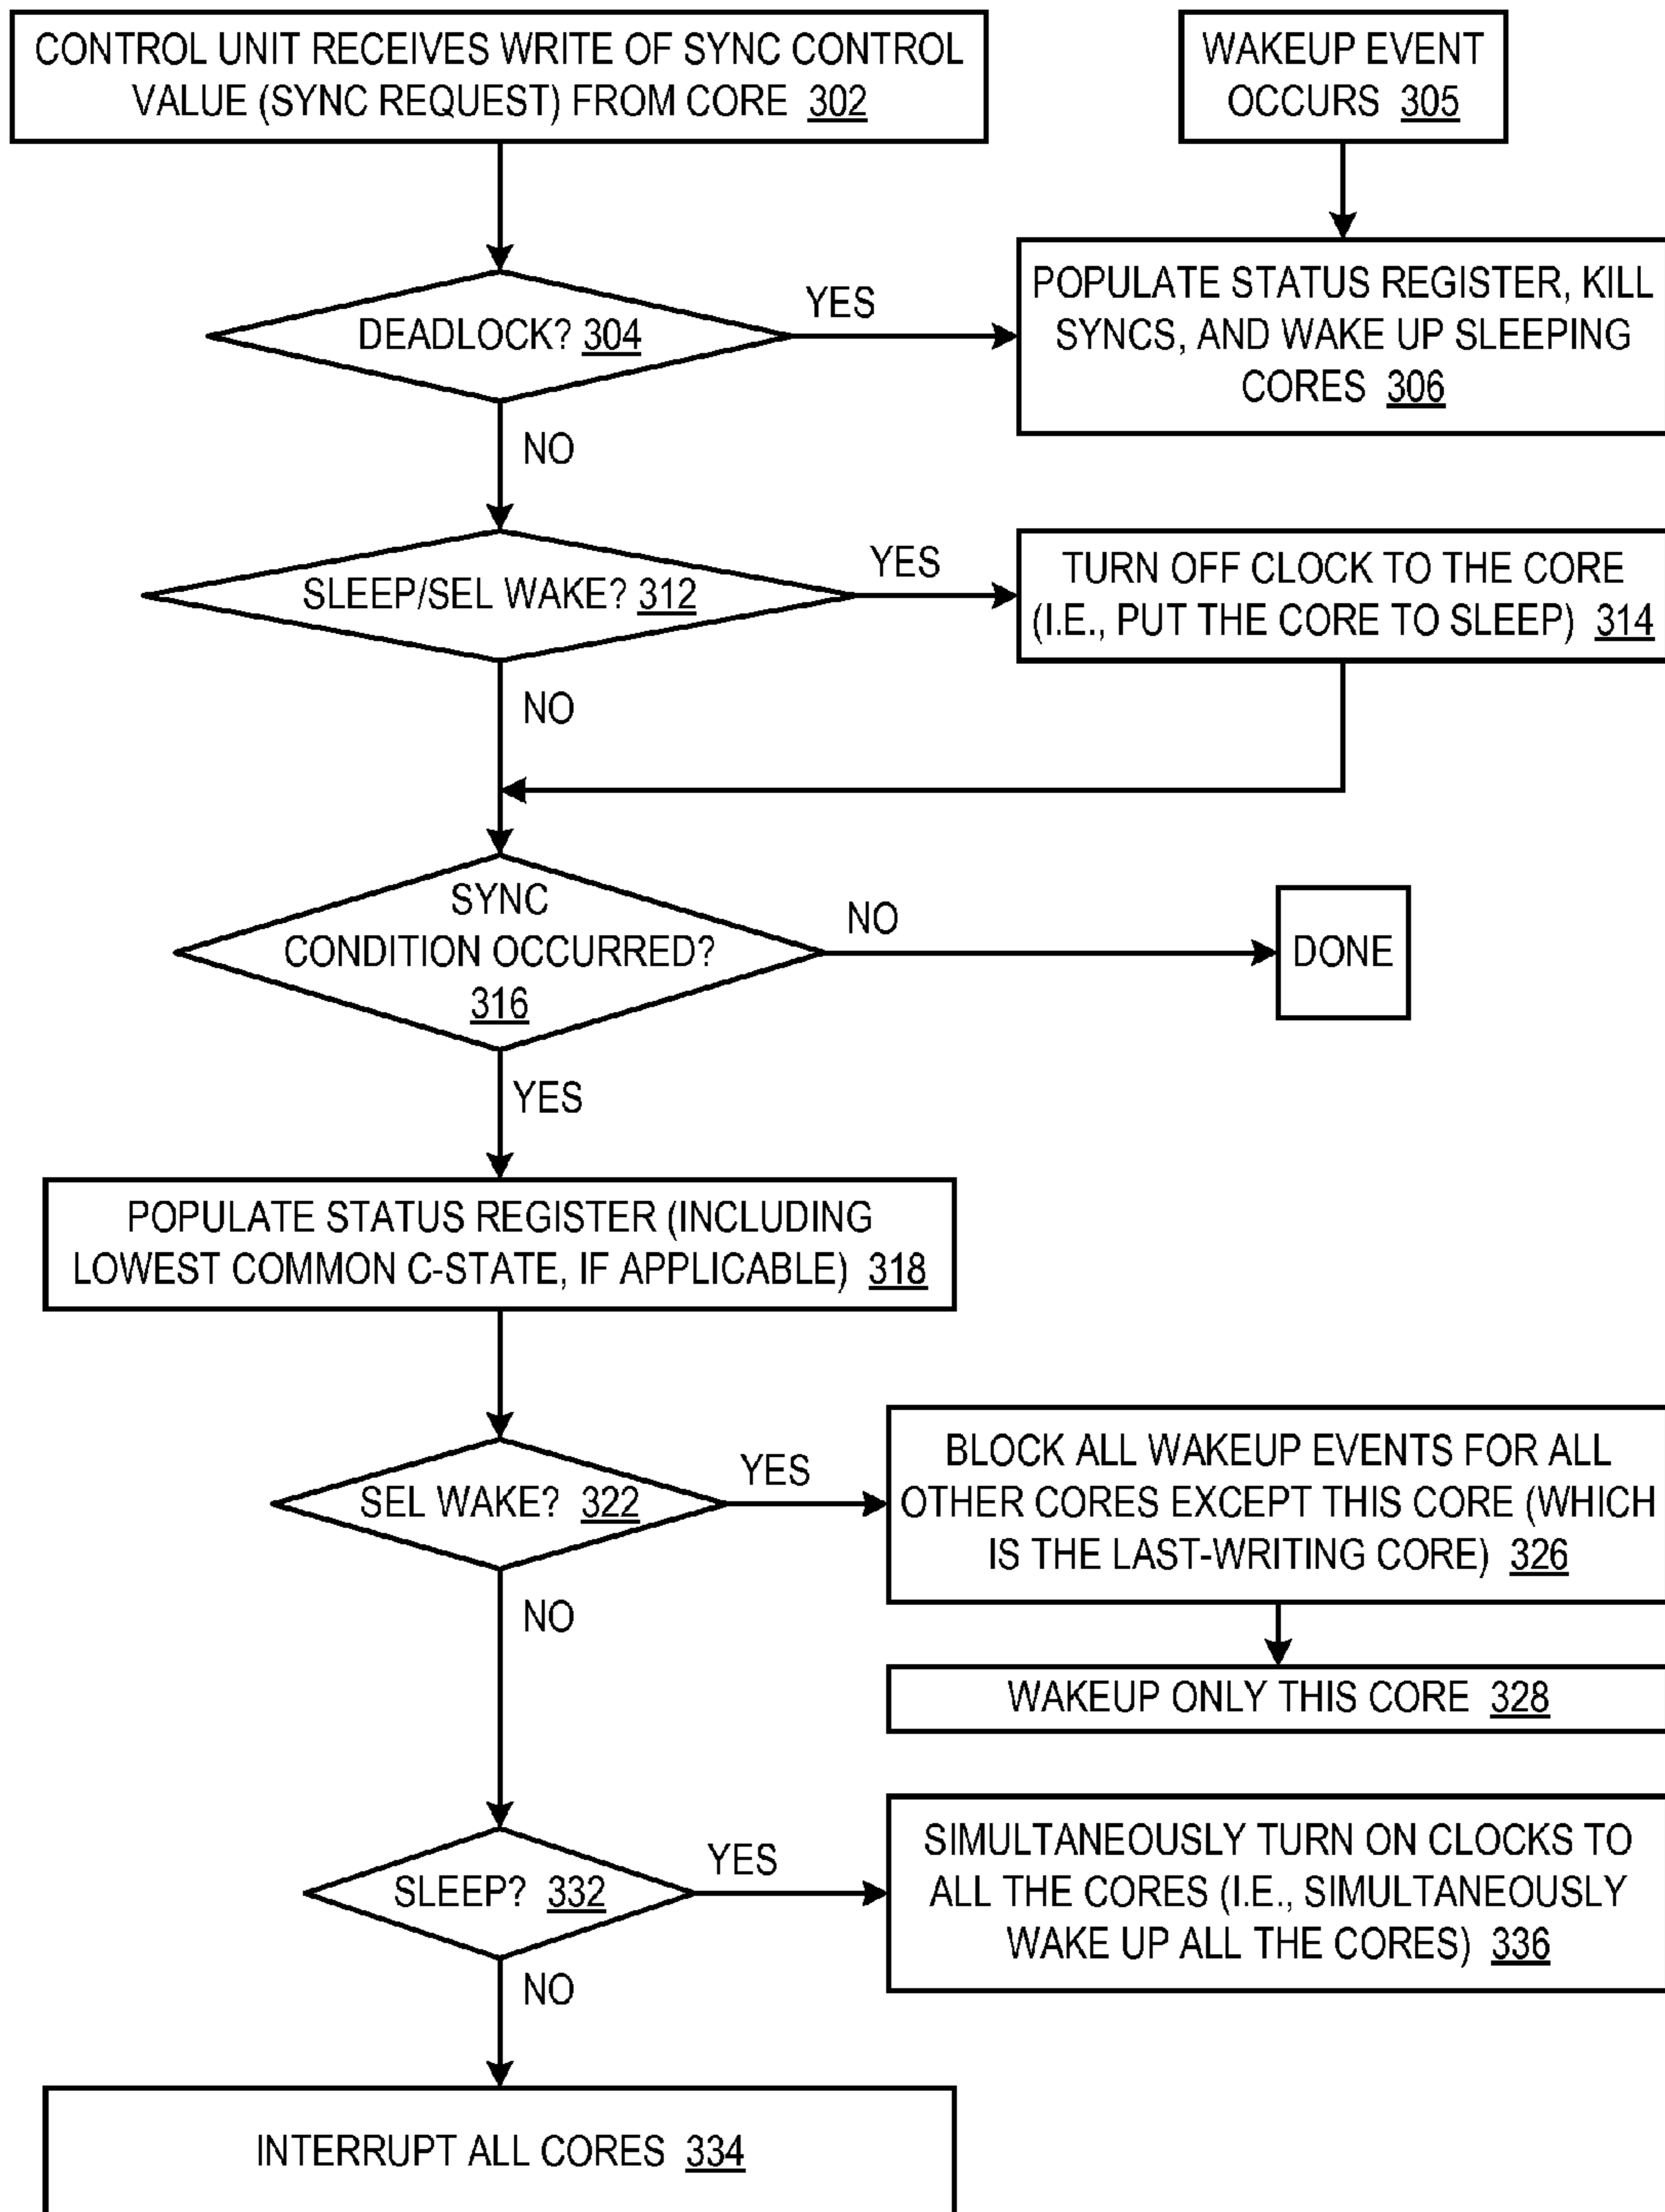 CONTROL UNIT RECEIVES WRITE OF SYNC CONTROL
VALUE (SYNC REQUEST) FROM CORE 302
WAKEUP EVENT
OCCURS 305
DEADLOCK? 304
YES
NO
POPULATE STATUS REGISTER, KILL
SYNCS, AND WAKE UP SLEEPING
CORES 306
SLEEP/SEL WAKE? 312
YES
NO
TURN OFF CLOCK TO THE CORE
(I.E., PUT THE CORE TO SLEEP) 314
SYNC
CONDITION OCCURRED?
316
NO
DONE
YES
POPULATE STATUS REGISTER (INCLUDING
LOWEST COMMON C-STATE, IF APPLICABLE) 318
SEL WAKE? 322
YES
NO
BLOCK ALL WAKEUP EVENTS FOR ALL
OTHER CORES EXCEPT THIS CORE (WHICH
IS THE LAST-WRITING CORE) 326
WAKEUP ONLY THIS CORE 328
SLEEP? 332
YES
NO
SIMULTANEOUSLY TURN ON CLOCKS TO
ALL THE CORES (I.E., SIMULTANEOUSLY
WAKE UP ALL THE CORES) 336
INTERRUPT ALL CORES 334